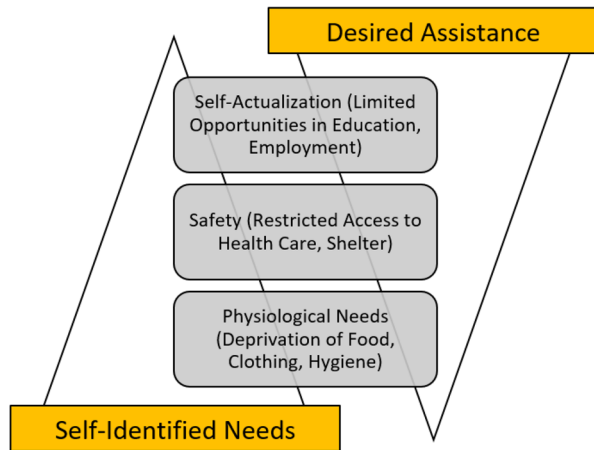 Desired Assistance
Self-Actualization (Limited
Opportunities in Education,
Employment)
Safety (Restricted Access to
Health Care, Shelter)
Physiological Needs
(Deprivation of Food,
Clothing, Hygiene)
Self-Identified Needs